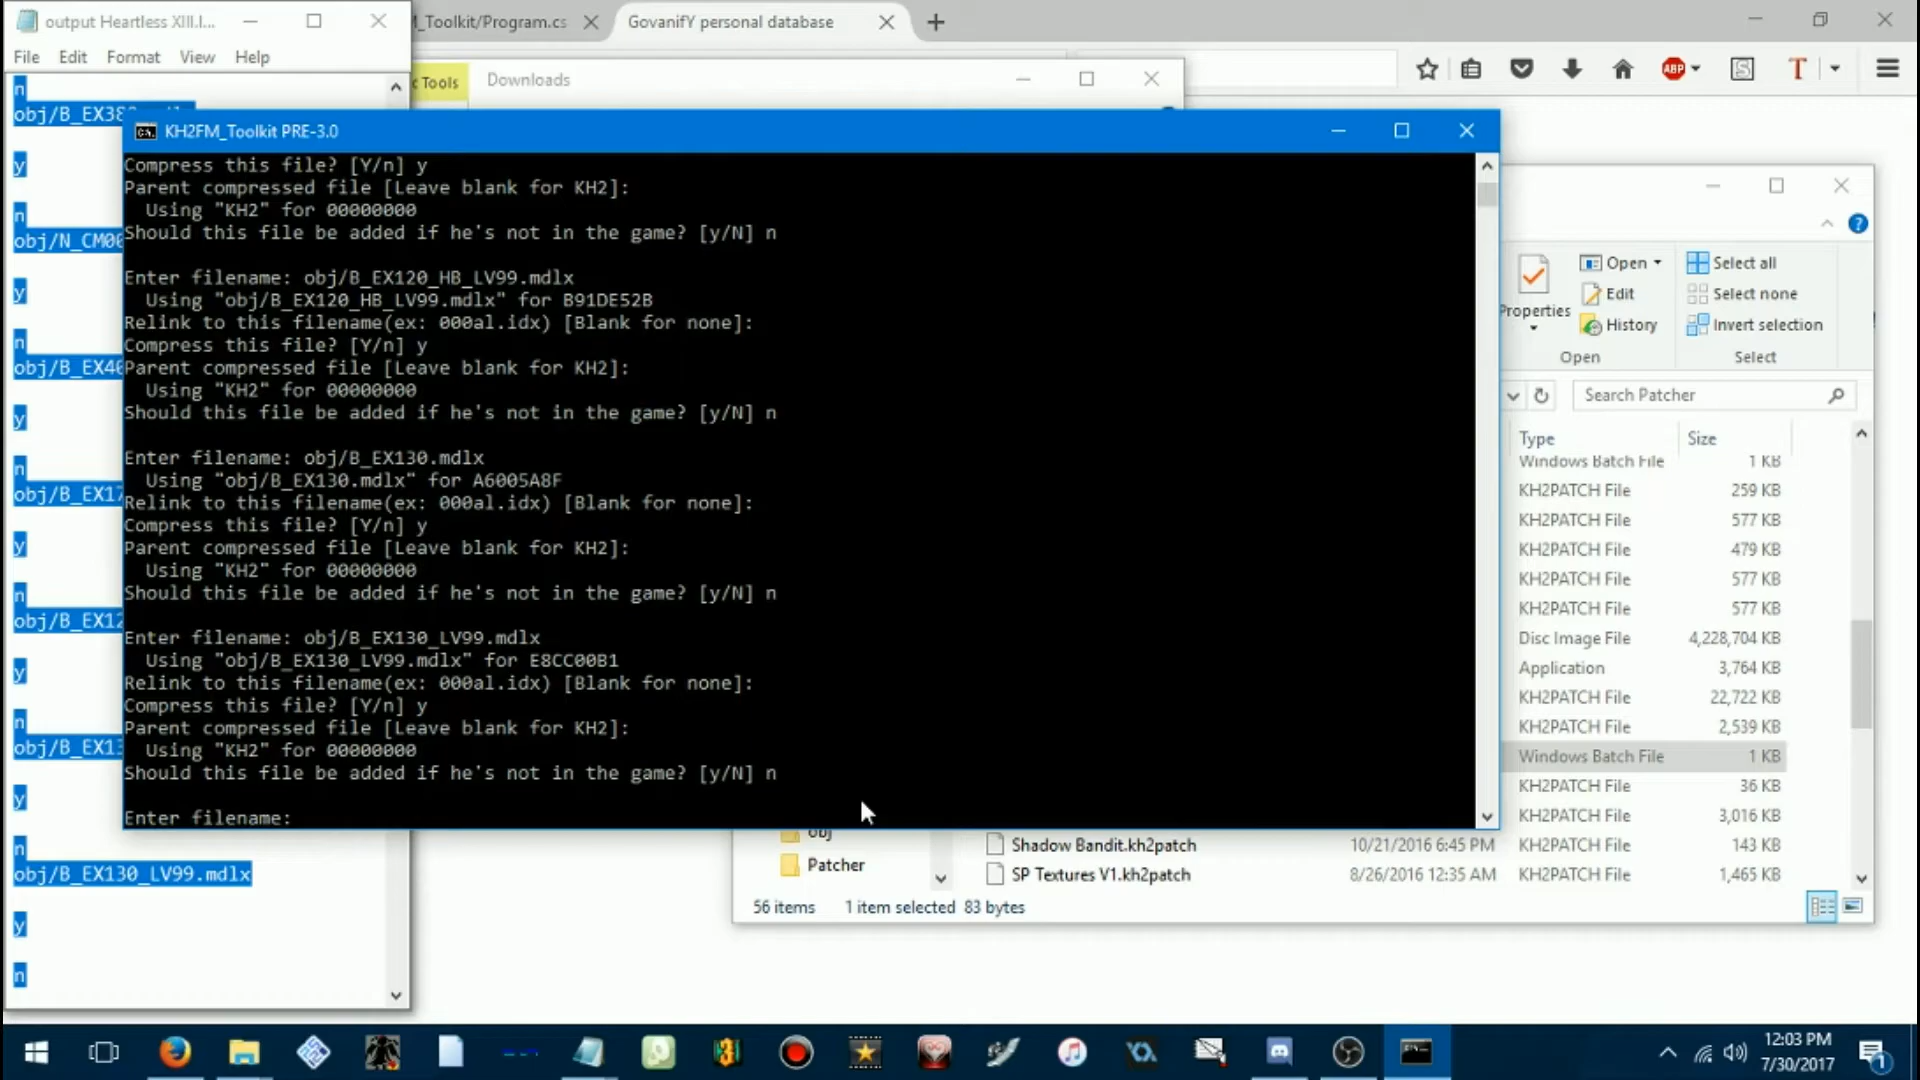 output Heartless XIII.l...
File Edit Format View Help
n
obj/B_EX38
y
n
obj/N_CM00
y
n
obj/B_EX40
y
n
obj/B_EX17
y
n
obj/B_EX12
y
n
obj/B_EX13
y
n
obj/B_EX130_LV99.mdlx
y
n
_Toolkit/Program.cs
GovanifY personal database
Tools
Downloads
ABP
KH2FM_Toolkit PRE-3.0
Compress this file? [Y/n] y
Parent compressed file [Leave blank for KH2]:
Using "KH2" for 00000000
Should this file be added if he's not in the game? [y/N] n
Enter filename: obj/B_EX120_HB_LV99.mdlx
Using "obj/B_EX120_HB_LV99.mdlx" for B91DE52B
Relink to this filename(ex: 000al.idx) [Blank for none]:
Compress this file? [Y/n] y
Parent compressed file [Leave blank for KH2]:
Using "KH2" for 00000000
Should this file be added if he's not in the game? [y/N] n
Enter filename: obj/B_EX130.mdlx
Using "obj/B_EX130.mdlx" for A6005A8F
Relink to this filename(ex: 000al.idx) [Blank for none]:
Compress this file? [Y/n] y
Parent compressed file [Leave blank for KH2]:
Using "KH2" for 00000000
Should this file be added if he's not in the game? [y/N] n
Enter filename: obj/B_EX130_LV99.mdlx
Using "obj/B_EX130_LV99.mdlx" for E8CC00B1
Relink to this filename(ex: 000al.idx) [Blank for none]:
Compress this file? [Y/n] y
Parent compressed file [Leave blank for KH2]:
Using "KH2" for 00000000
Should this file be added if he's not in the game? [y/N] n
Enter filename:
Properties
Open
Edit
History
Open
Select all
Select none
Invert selection
Select
Search Patcher
Type Size
Windows Batch File 1 KB
KH2PATCH File 259 KB
KH2PATCH File 577 KB
KH2PATCH File 479 KB
KH2PATCH File 577 KB
KH2PATCH File 577 KB
Disc Image File 4,228,704 KB
Application 3,764 KB
KH2PATCH File 22,722 KB
KH2PATCH File 2,539 KB
Windows Batch File 1 KB
KH2PATCH File 36 KB
KH2PATCH File 3,016 KB
obj
Shadow Bandit.kh2patch 10/21/2016 6:45 PM KH2PATCH File 143 KB
Patcher
SP Textures V1.kh2patch 8/26/2016 12:35 AM KH2PATCH File 1,465 KB
56 items 1 item selected 83 bytes
12:03 PM
7/30/2017
1